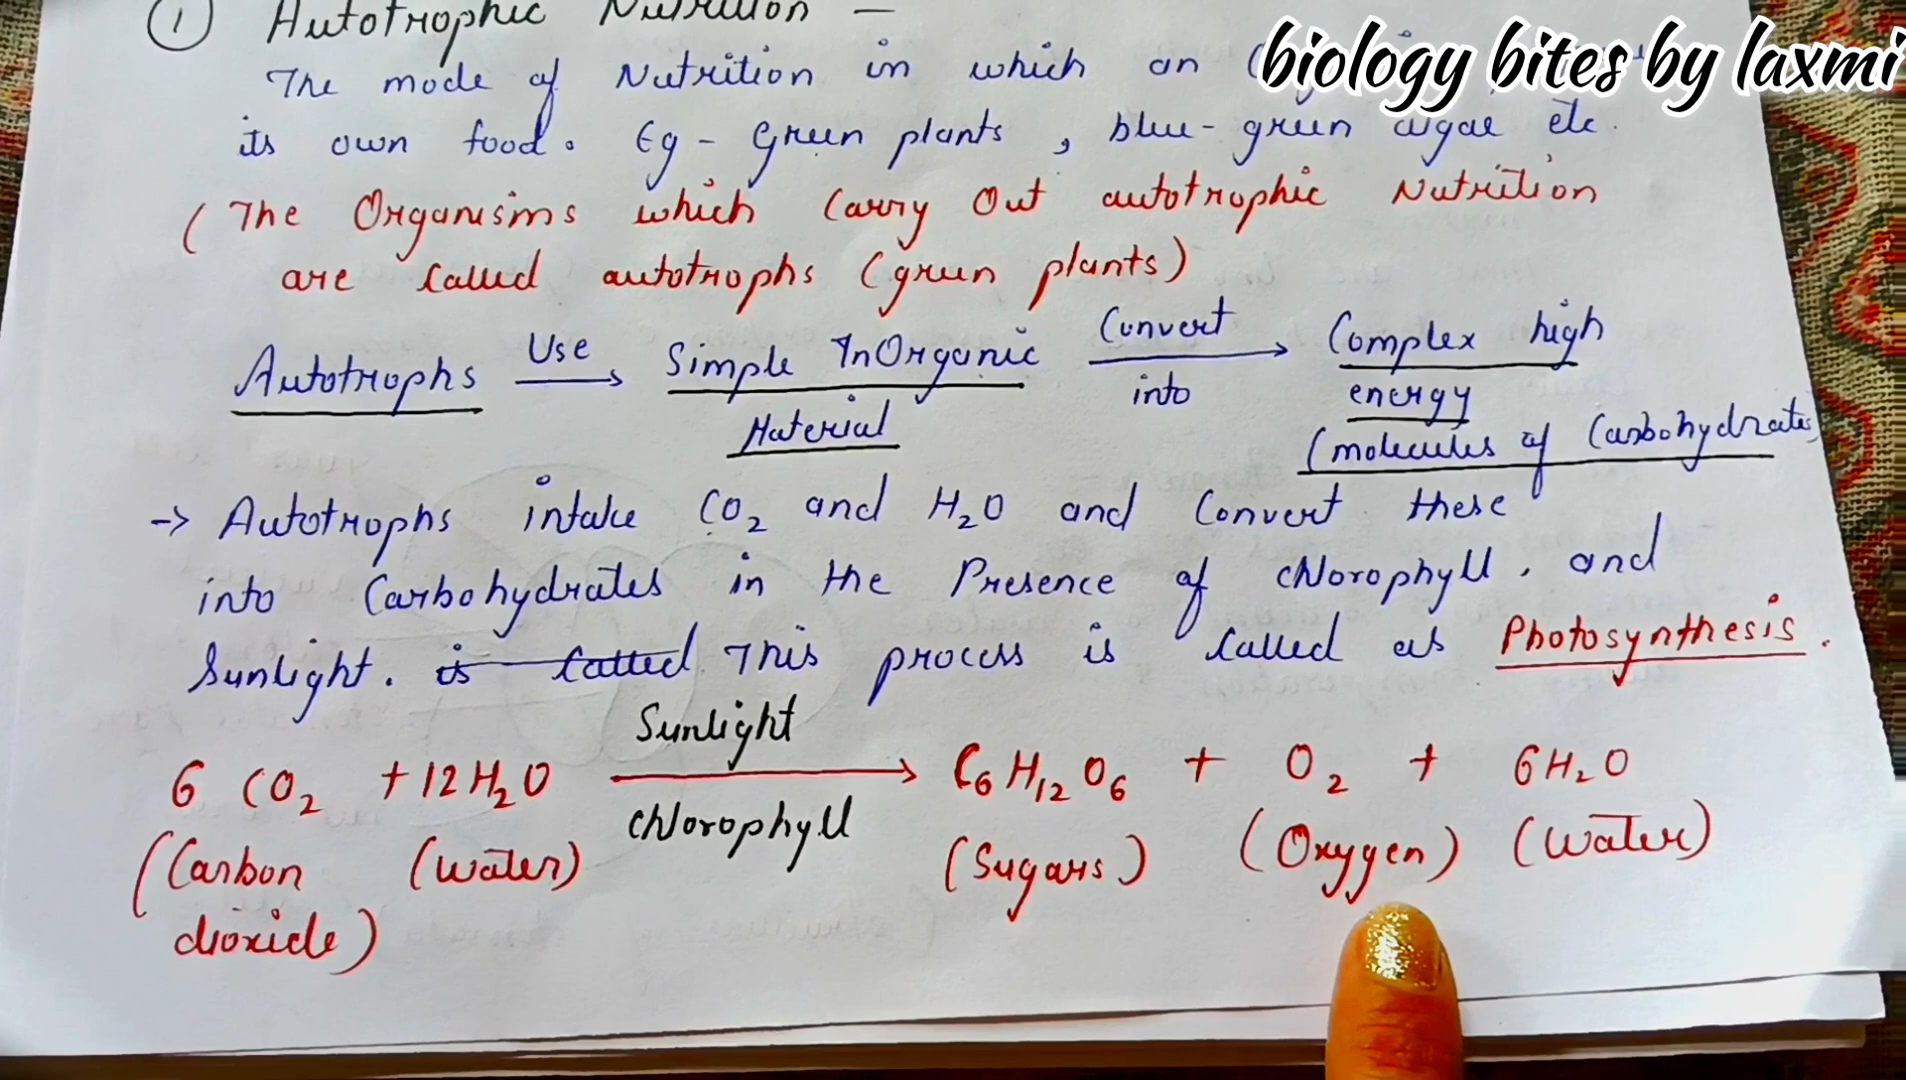 ① Autotrophic Nutrition —
biology bites by laxmi
The mode of Nutrition in which an
its own food. Eg - Green plants, blue-green algae etc.
(The Organisms which Carry Out autotrophic Nutrition
are Called autotrophs (green plants)
Autotrophs Use → Simple InOrganic Material Convert into → Complex high energy
(molecules of Carbohydrates
-> Autotrophs intake CO₂ and H₂O and Convert these
into Carbohydrates in the Presence of chlorophyll, and
Sunlight. is called This process is Called as Photosynthesis.
6 CO₂ + 12H₂O Sunlight → chlorophyll C₆H₁₂O₆ + O₂ + 6H₂O
(Carbon dioxide) (water) (Sugars) (Oxygen) (water)